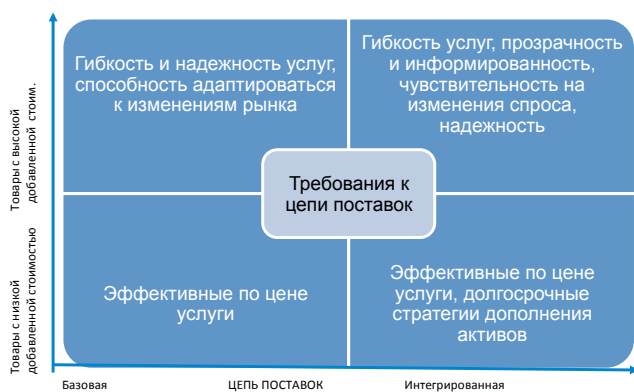 Товары с высокой
добавленной стоим.
Гибкость и надежность услуг,
способность адаптироваться
к изменениям рынка
Гибкость услуг, прозрачность
и информированность,
чувствительность на
изменения спроса,
надежность
Требования к
цепи поставок
Товары с низкой
добавленной стоимостью
Эффективные по цене
услуги
Эффективные по цене
услуги, долгосрочные
стратегии дополнения
активов
Базовая ЦЕПЬ ПОСТАВОК Интегрированная